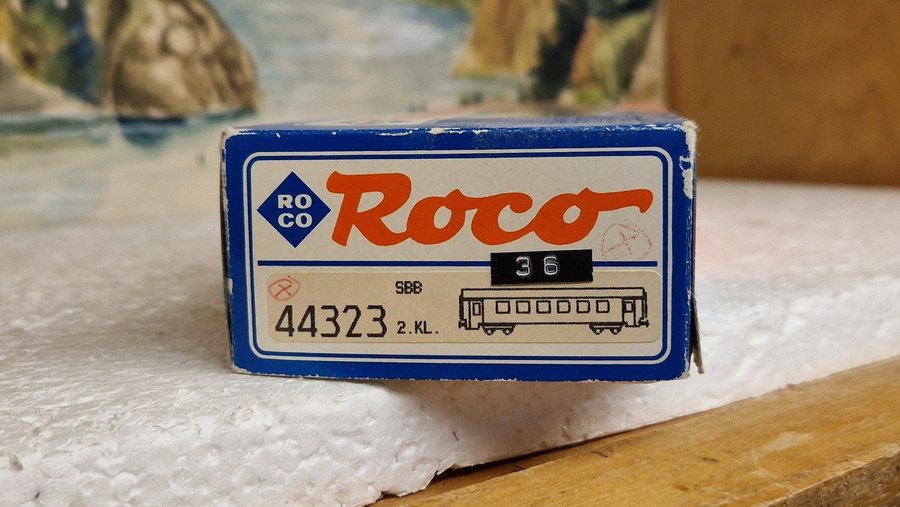 RO
CO
Roco
36
SBB
44323 2.KL.